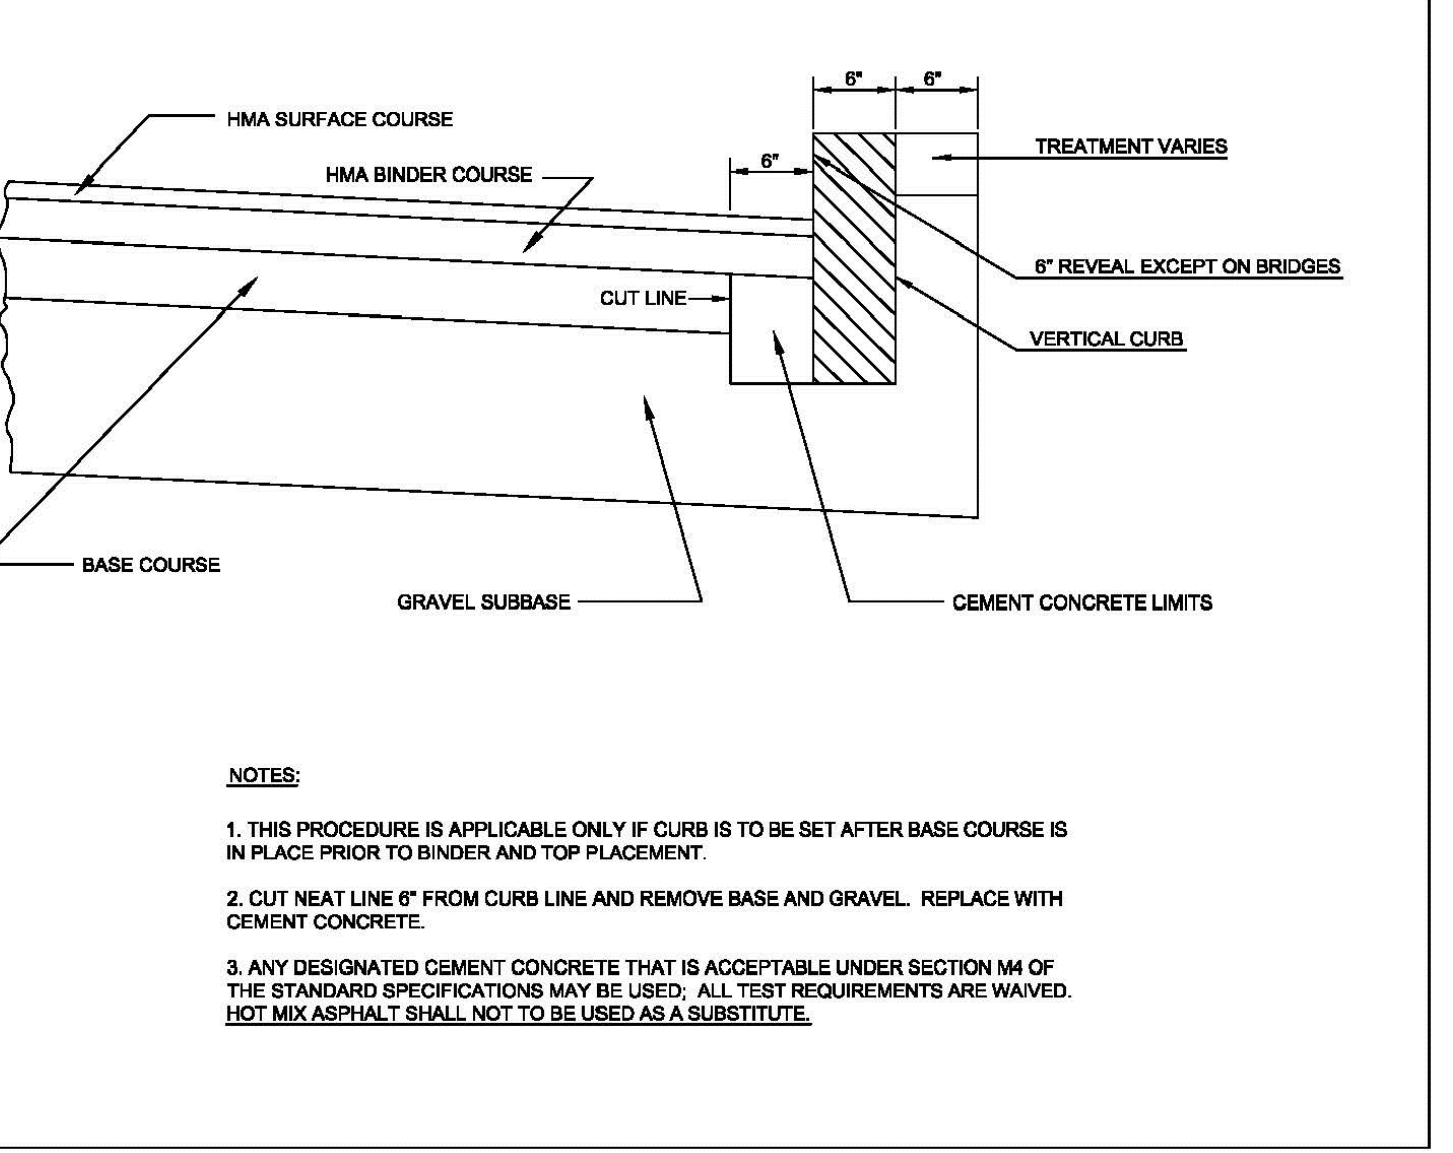 6" 6"
HMA SURFACE COURSE
TREATMENT VARIES
6"
HMA BINDER COURSE
6" REVEAL EXCEPT ON BRIDGES
CUT LINE
VERTICAL CURB
BASE COURSE
GRAVEL SUBBASE
CEMENT CONCRETE LIMITS
NOTES:
1. THIS PROCEDURE IS APPLICABLE ONLY IF CURB IS TO BE SET AFTER BASE COURSE IS
IN PLACE PRIOR TO BINDER AND TOP PLACEMENT.
2. CUT NEAT LINE 6" FROM CURB LINE AND REMOVE BASE AND GRAVEL. REPLACE WITH
CEMENT CONCRETE.
3. ANY DESIGNATED CEMENT CONCRETE THAT IS ACCEPTABLE UNDER SECTION M4 OF
THE STANDARD SPECIFICATIONS MAY BE USED; ALL TEST REQUIREMENTS ARE WAIVED.
HOT MIX ASPHALT SHALL NOT TO BE USED AS A SUBSTITUTE.